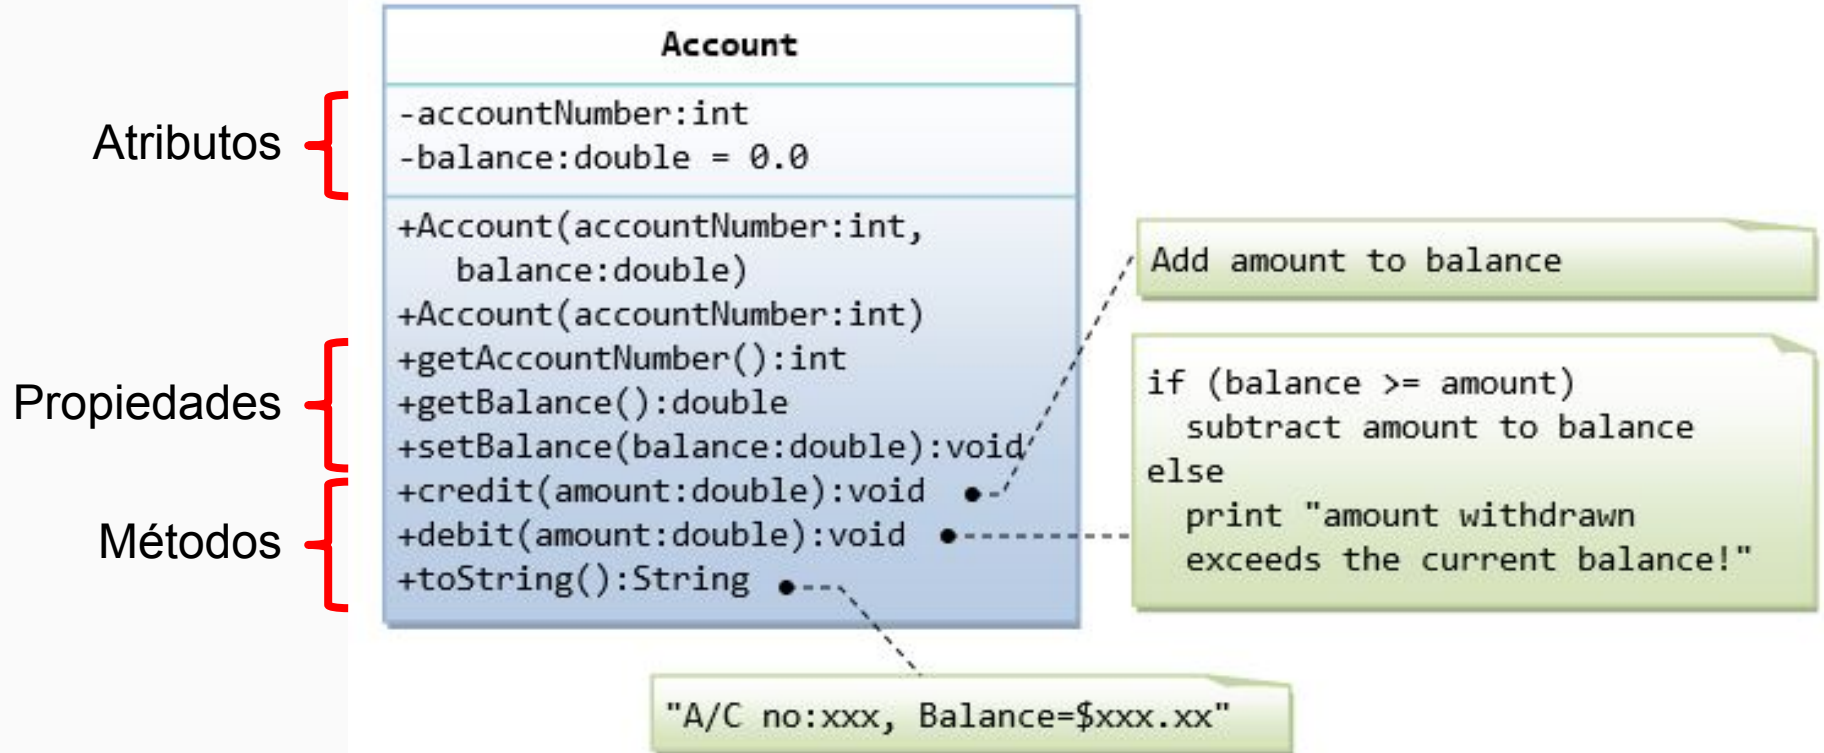 Account
Atributos
-accountNumber:int
-balance:double = 0.0
+Account(accountNumber:int,
balance:double)
+Account(accountNumber:int)
Propiedades
+getAccountNumber():int
+getBalance():double
+setBalance(balance:double):void
Métodos
+credit(amount:double):void
+debit(amount:double):void
+toString():String
Add amount to balance
if (balance >= amount)
subtract amount to balance
else
print "amount withdrawn
exceeds the current balance!"
"A/C no:xxx, Balance=$xxx.xx"